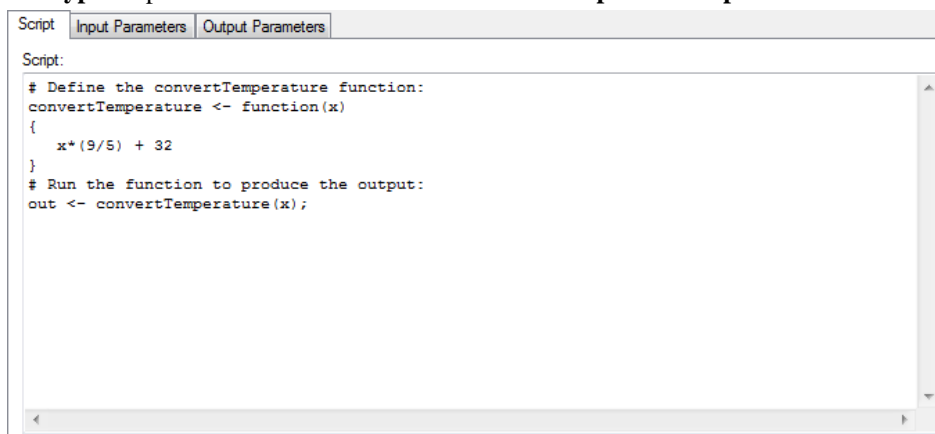 Script Input Parameters Output Parameters
Script:
# Define the convertTemperature function:
convertTemperature <- function(x)
{
   x*(9/5) + 32
}
# Run the function to produce the output:
out <- convertTemperature(x);